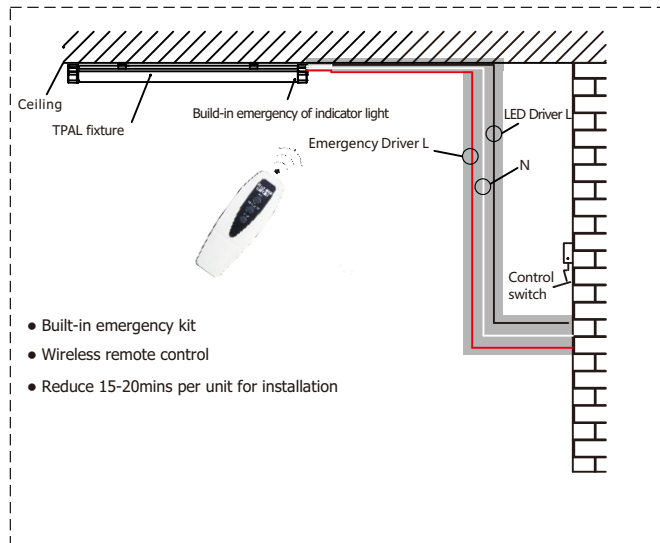 Ceiling
TPAL fixture
Build-in emergency of indicator light
Emergency Driver L
LED Driver L
N
Control
switch
● Built-in emergency kit
● Wireless remote control
● Reduce 15-20mins per unit for installation